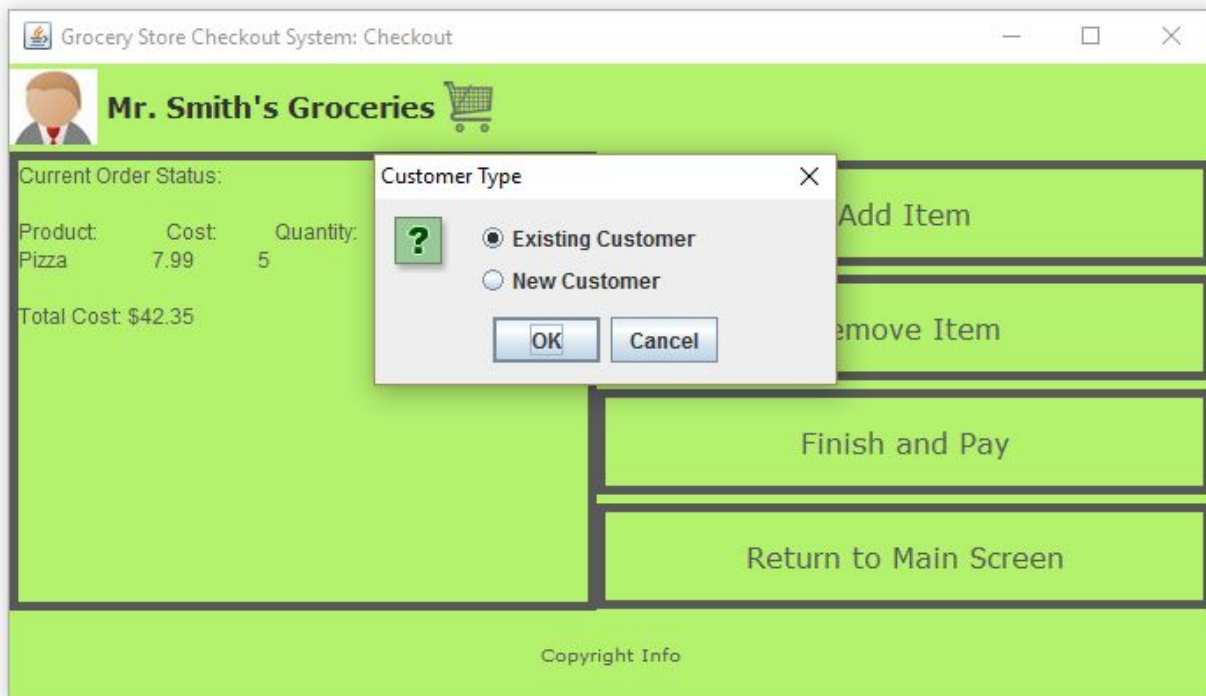 Grocery Store Checkout System: Checkout
Mr. Smith's Groceries
Current Order Status:
Product: Cost: Quantity:
Pizza 7.99 5
Total Cost: $42.35
Customer Type
?
Existing Customer
New Customer
OK Cancel
Add Item
emove Item
Finish and Pay
Return to Main Screen
Copyright Info